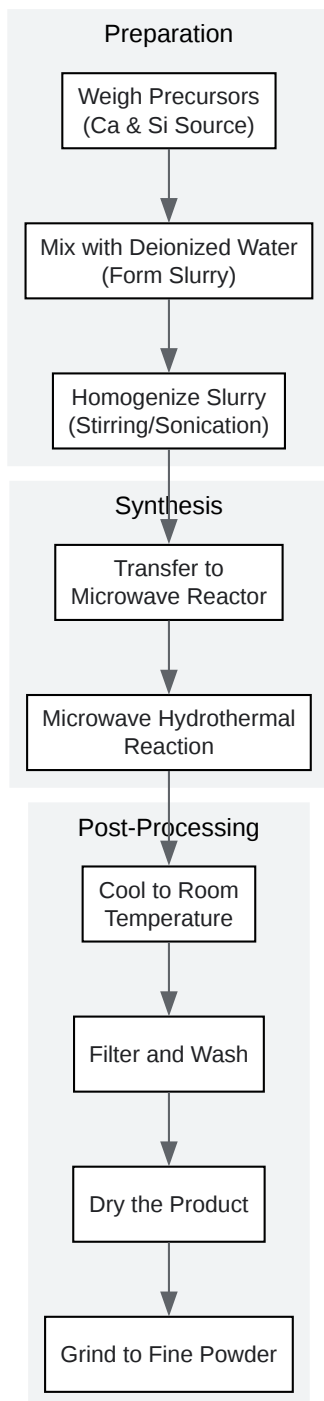 Preparation
Weigh Precursors
(Ca & Si Source)
Mix with Deionized Water
(Form Slurry)
Homogenize Slurry
(Stirring/Sonication)
Synthesis
Transfer to
Microwave Reactor
Microwave Hydrothermal
Reaction
Post-Processing
Cool to Room
Temperature
Filter and Wash
Dry the Product
Grind to Fine Powder